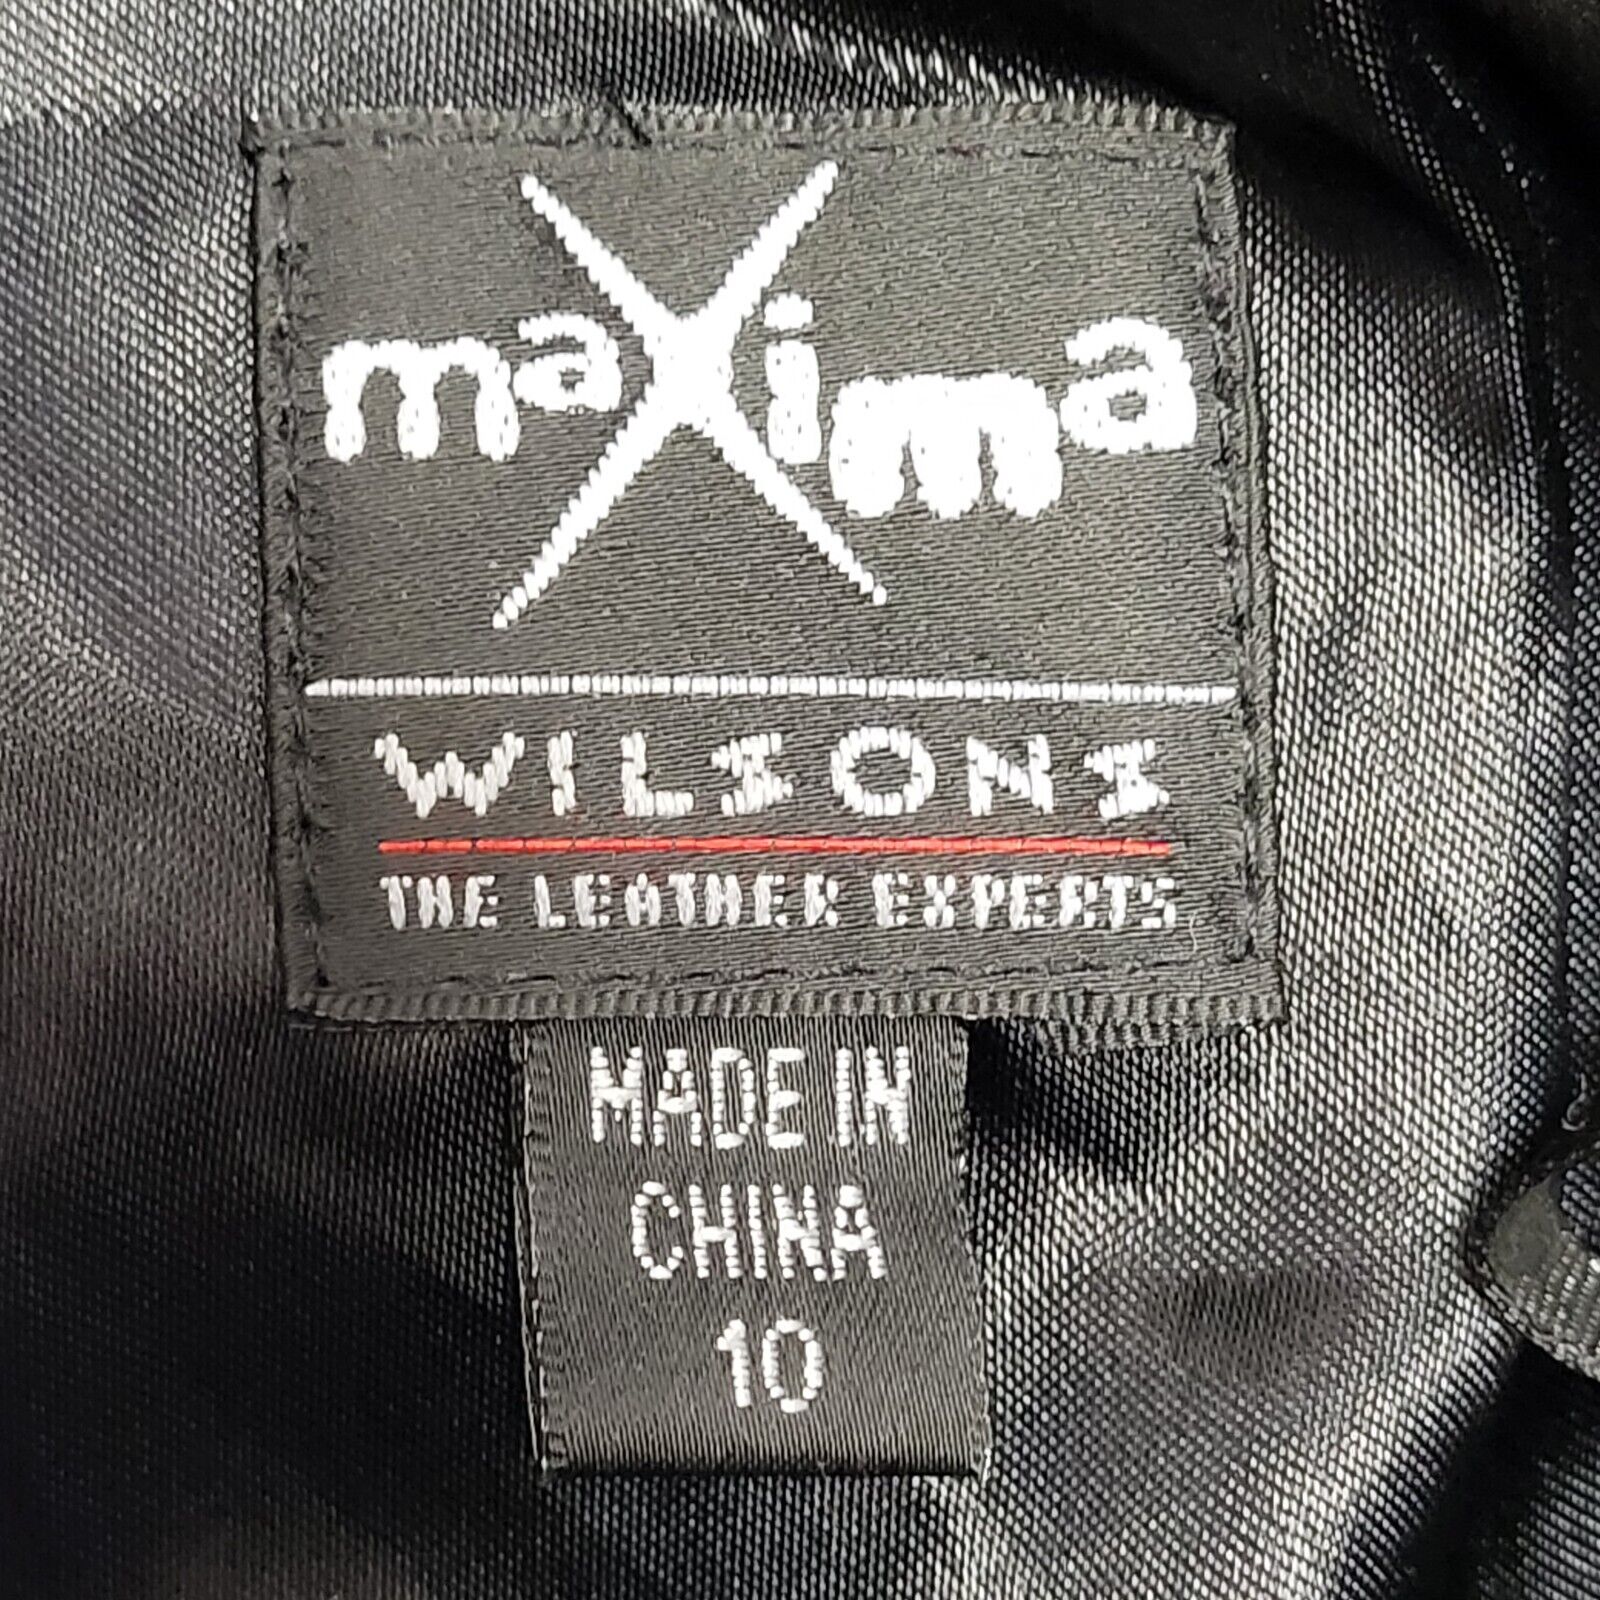 maXima
WILSONS
THE LEATHER EXPERTS
MADE IN
CHINA
10